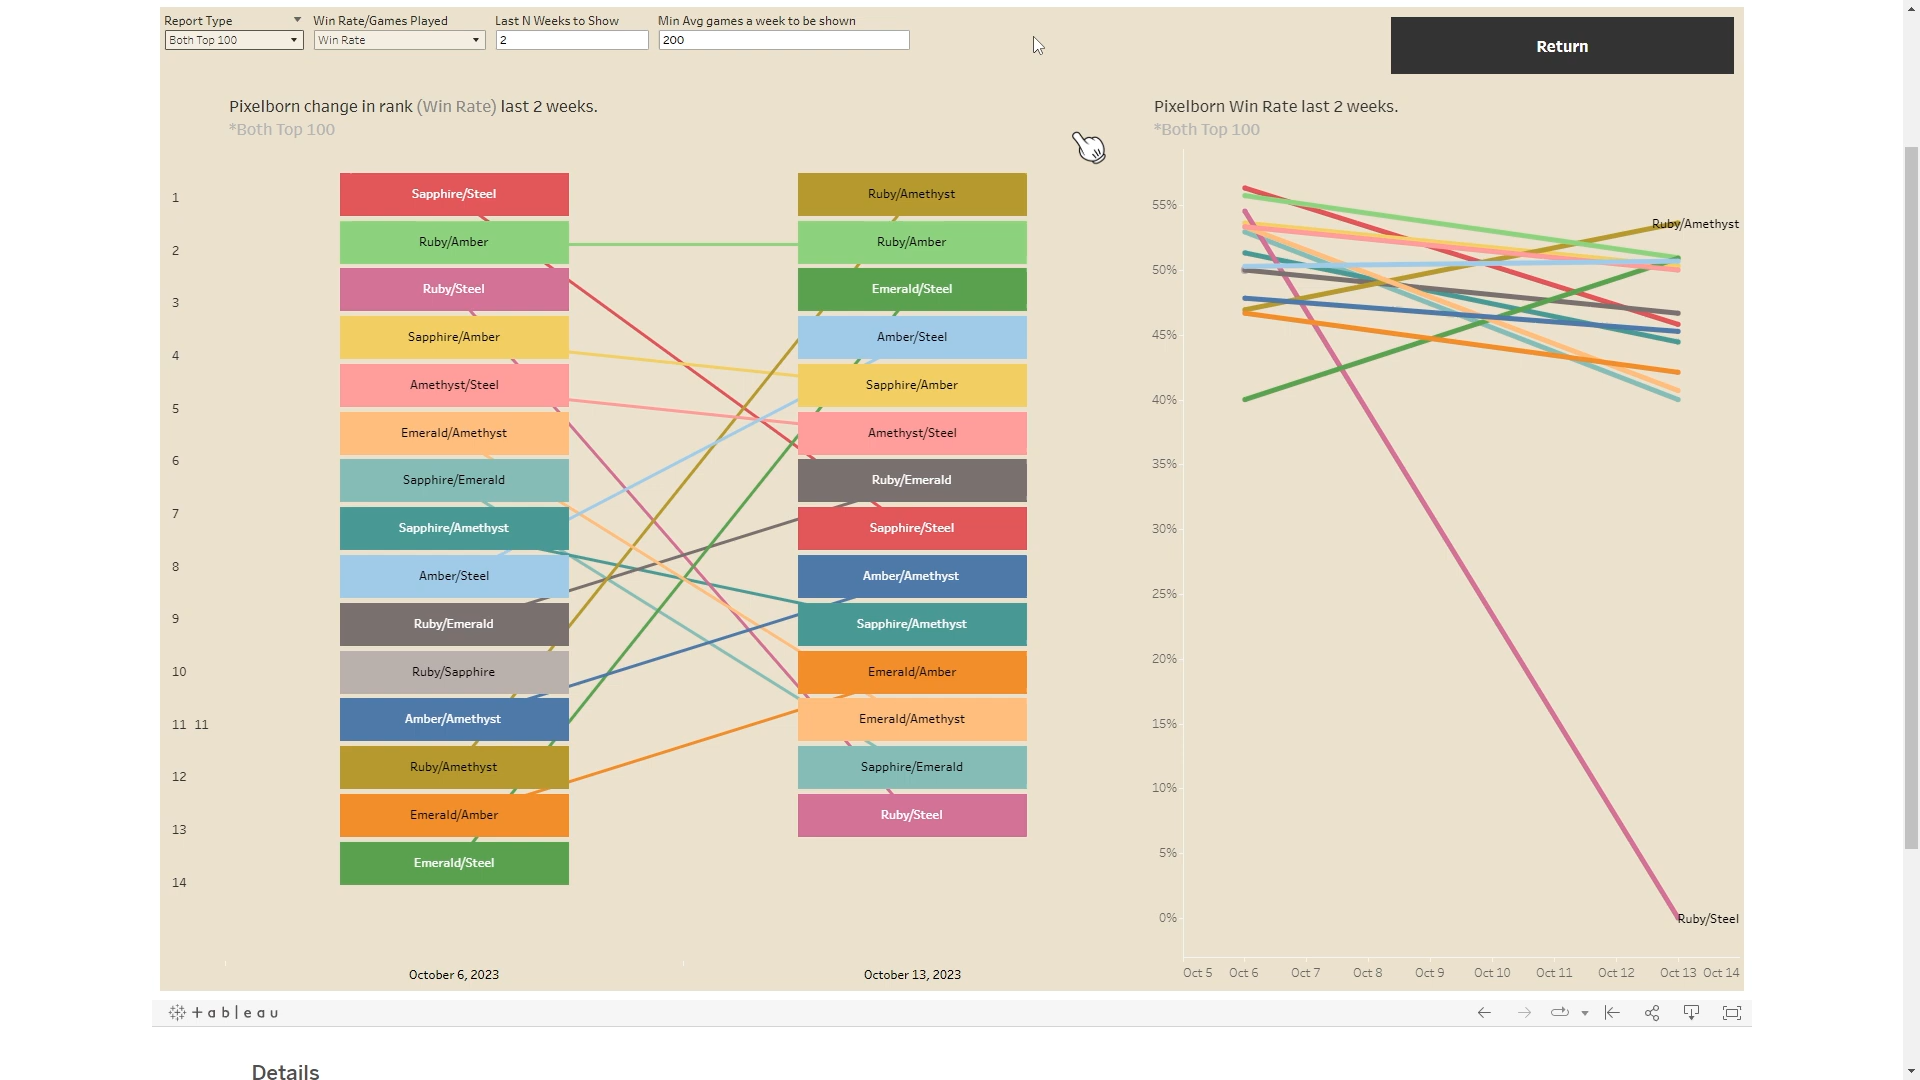 Report Type
Both Top 100
Win Rate/Games Played
Win Rate
Last N Weeks to Show
2
Min Avg games a week to be shown
200
Return
Pixelborn change in rank (Win Rate) last 2 weeks.
*Both Top 100
1
2
3
4
5
6
7
8
9
10
11 11
12
13
14
Sapphire/Steel
Ruby/Amber
Ruby/Steel
Sapphire/Amber
Amethyst/Steel
Emerald/Amethyst
Sapphire/Emerald
Sapphire/Amethyst
Amber/Steel
Ruby/Emerald
Ruby/Sapphire
Amber/Amethyst
Ruby/Amethyst
Emerald/Amber
Emerald/Steel
October 6, 2023
Ruby/Amethyst
Ruby/Amber
Emerald/Steel
Amber/Steel
Sapphire/Amber
Amethyst/Steel
Ruby/Emerald
Sapphire/Steel
Amber/Amethyst
Sapphire/Amethyst
Emerald/Amber
Emerald/Amethyst
Sapphire/Emerald
Ruby/Steel
October 13, 2023
Pixelborn Win Rate last 2 weeks.
*Both Top 100
55%
50%
45%
40%
35%
30%
25%
20%
15%
10%
5%
0%
Ruby/Amethyst
Ruby/Steel
Oct 5 Oct 6 Oct 7 Oct 8 Oct 9 Oct 10 Oct 11 Oct 12 Oct 13 Oct 14
+ a b l e a u
Details